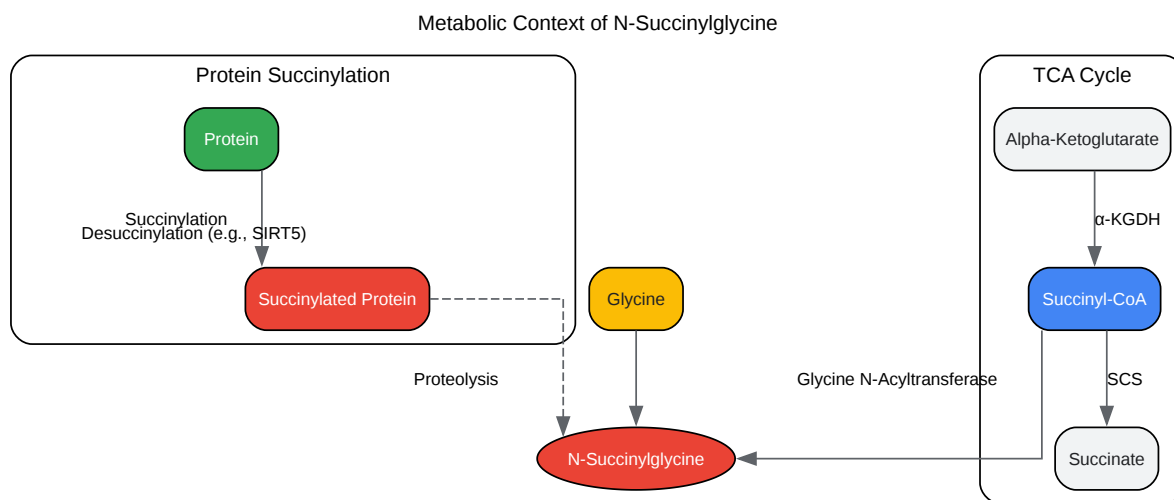 Metabolic Context of N-Succinylglycine
Protein Succinylation
TCA Cycle
Protein
Alpha-Ketoglutarate
Succinylation
Desuccinylation (e.g., SIRT5)
α-KGDH
Succinylated Protein
Glycine
Succinyl-CoA
Proteolysis
Glycine N-Acyltransferase
SCS
N-Succinylglycine
Succinate